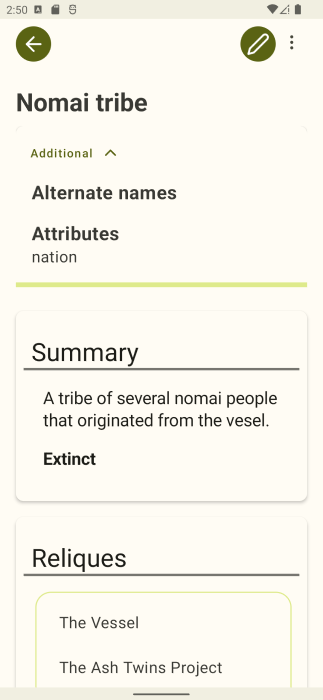 2:50
Nomai tribe
Additional
Alternate names
Attributes
nation
Summary
A tribe of several nomai people
that originated from the vesel.
Extinct
Reliques
The Vessel
The Ash Twins Project